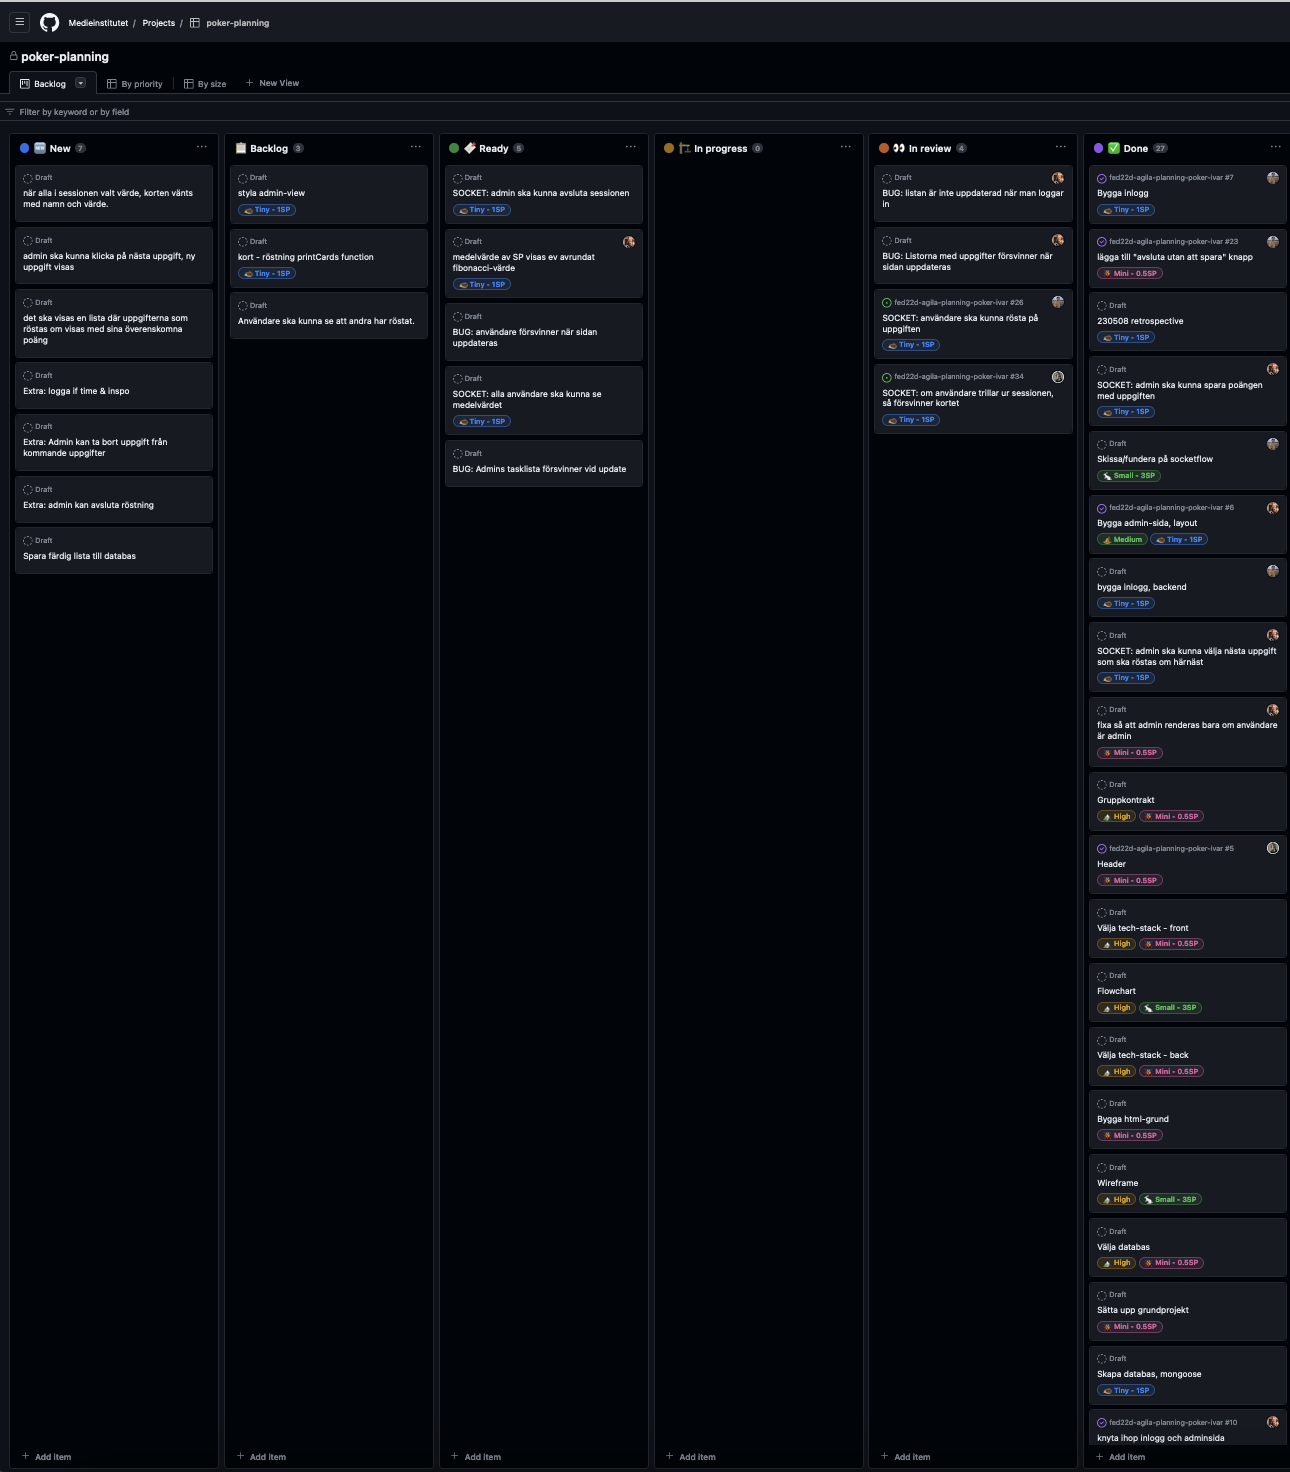 Medieinstitutet / Projects / poker-planning
poker-planning
Backlog
By priority
By size
New View
Filter by keyword or by field
New 7
Draft
när alla i sessionen valt värde, korten vänts
med namn och värde.
Draft
admin ska kunna klicka på nästa uppgift, ny
uppgift visas
Draft
det ska visas en lista där uppgifterna som
röstas om visas med sina överenskomna
poäng
Draft
Extra: logga if time & inspo
Draft
Extra: Admin kan ta bort uppgift från
kommande uppgifter
Draft
Extra: admin kan avsluta röstning
Draft
Spara färdig lista till databas
Add item
Backlog 3
Draft
styla admin-view
Tiny - 1SP
Draft
kort - röstning printCards function
Tiny - 1SP
Draft
Användare ska kunna se att andra har röstat.
Add item
Ready 5
Draft
SOCKET: admin ska kunna avsluta sessionen
Tiny - 1SP
Draft
medelvärde av SP visas ev avrundat
fibonacci-värde
Tiny - 1SP
Draft
BUG: användare försvinner när sidan
uppdateras
Draft
SOCKET: alla användare ska kunna se
medelvärdet
Tiny - 1SP
Draft
BUG: Admins tasklista försvinner vid update
Add item
In progress 0
Add item
In review 4
Draft
BUG: listan är inte uppdaterad när man loggar
in
Draft
BUG: Listorna med uppgifter försvinner när
sidan uppdateras
fed22d-agila-planning-poker-ivar #26
SOCKET: användare ska kunna rösta på
uppgiften
Tiny - 1SP
fed22d-agila-planning-poker-ivar #34
SOCKET: om användare trillar ur sessionen,
så försvinner kortet
Tiny - 1SP
Add item
Done 27
fed22d-agila-planning-poker-ivar #7
Bygga inlogg
Tiny - 1SP
fed22d-agila-planning-poker-ivar #23
lägga till "avsluta utan att spara" knapp
Mini - 0.5SP
Draft
230508 retrospective
Tiny - 1SP
Draft
SOCKET: admin ska kunna spara poängen
med uppgiften
Tiny - 1SP
Draft
Skissa/fundera på socketflow
Small - 3SP
fed22d-agila-planning-poker-ivar #6
Bygga admin-sida, layout
Medium Tiny - 1SP
Draft
bygga inlogg, backend
Tiny - 1SP
Draft
SOCKET: admin ska kunna välja nästa uppgift
som ska röstas om härnäst
Tiny - 1SP
Draft
fixa så att admin renderas bara om användare
är admin
Mini - 0.5SP
Draft
Gruppkontrakt
High Mini - 0.5SP
fed22d-agila-planning-poker-ivar #5
Header
Mini - 0.5SP
Draft
Välja tech-stack - front
High Mini - 0.5SP
Draft
Flowchart
High Small - 3SP
Draft
Välja tech-stack - back
High Mini - 0.5SP
Draft
Bygga html-grund
Mini - 0.5SP
Draft
Wireframe
High Small - 3SP
Draft
Välja databas
High Mini - 0.5SP
Draft
Sätta upp grundprojekt
Mini - 0.5SP
Draft
Skapa databas, mongoose
Tiny - 1SP
fed22d-agila-planning-poker-ivar #10
knyta ihop inlogg och adminsida
Add item